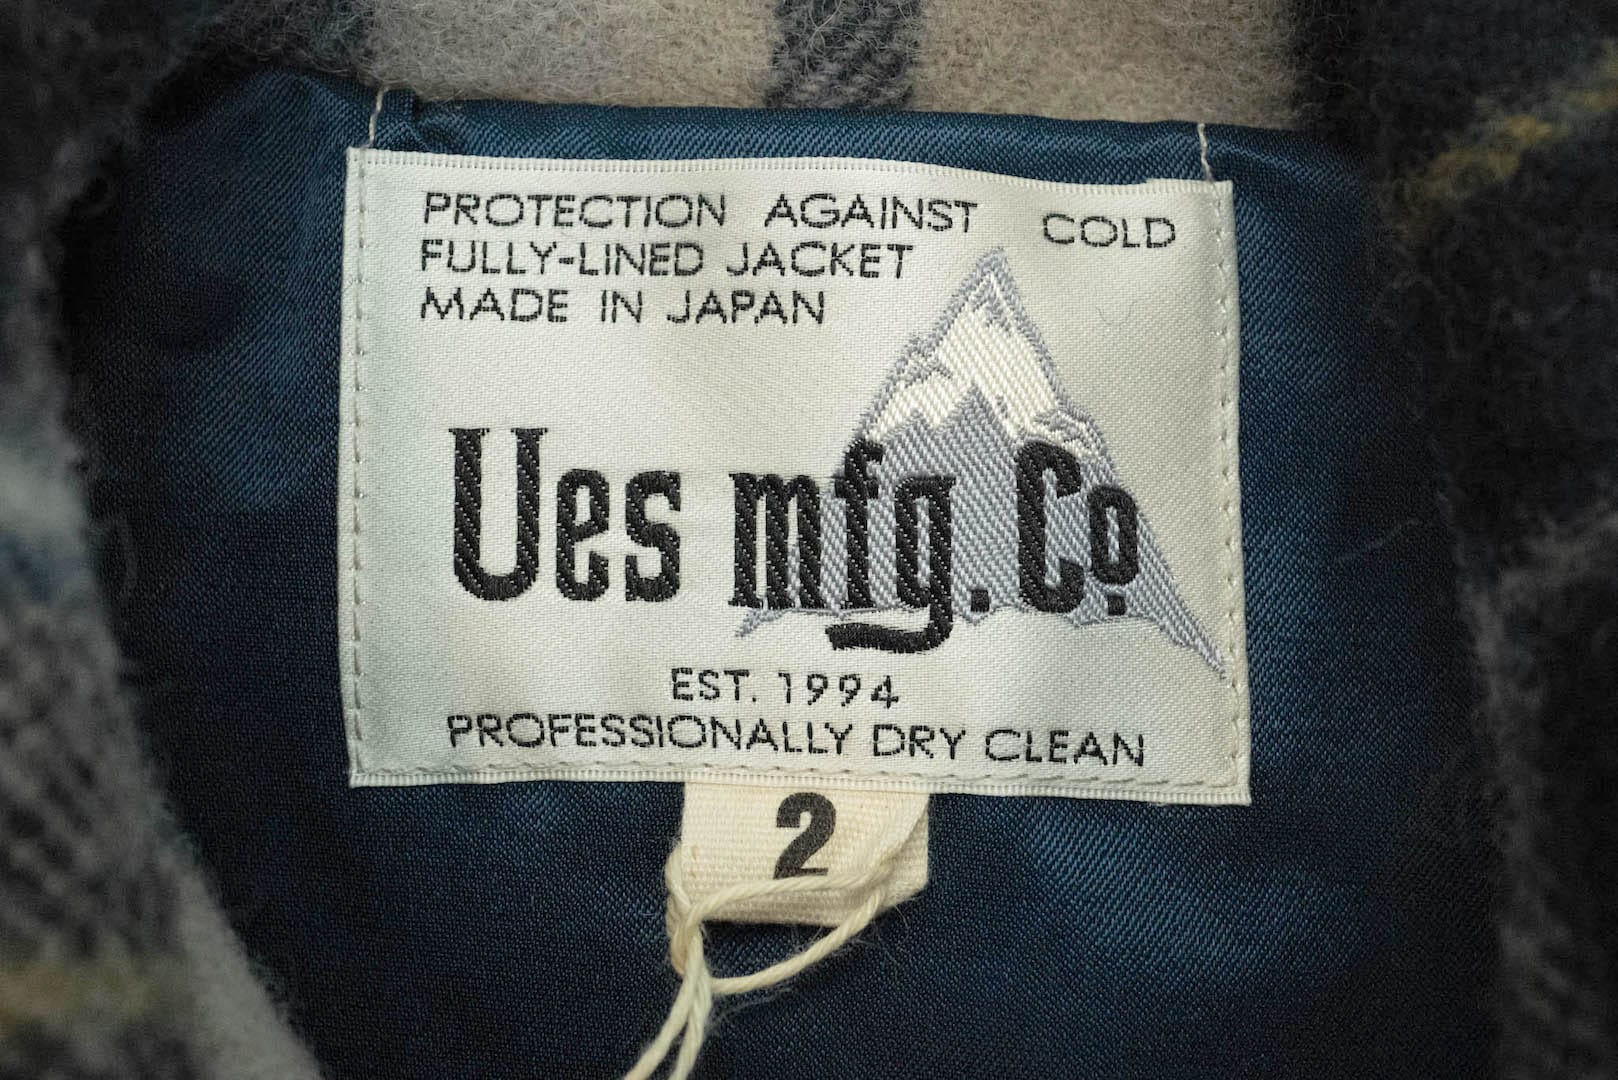 PROTECTION AGAINST COLD
FULLY-LINED JACKET
MADE IN JAPAN
Ues mfg. Co.
EST. 1994
PROFESSIONALLY DRY CLEAN
2